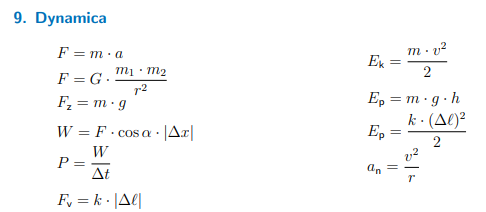 9. Dynamica
F = m · a
F = G · m₁ · m₂ / r²
F_z = m · g
W = F · cos α · |Δx|
P = W / Δt
F_v = k · |Δℓ|
E_k = m · v² / 2
E_p = m · g · h
E_p = k · (Δℓ)² / 2
a_n = v² / r